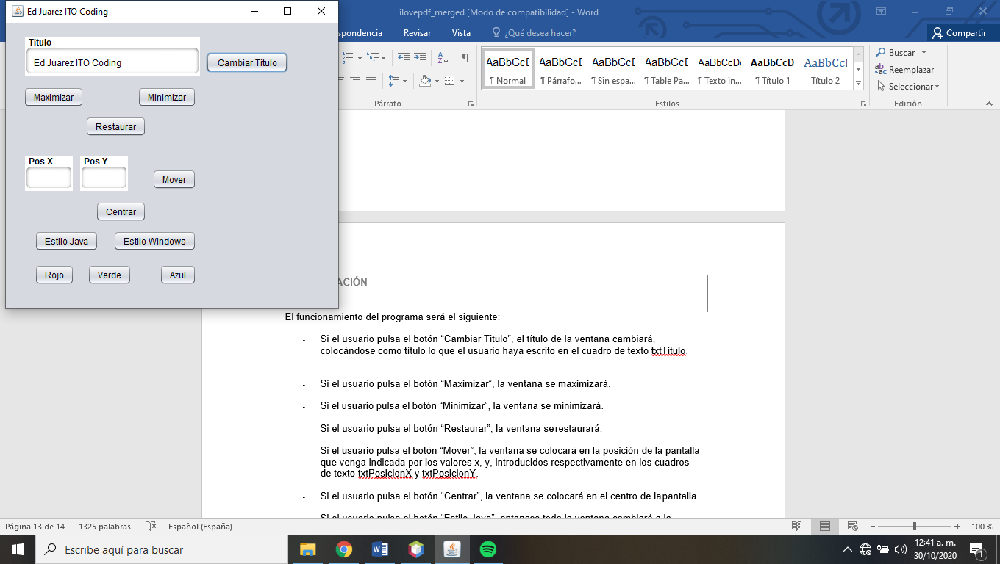 Ed Juarez ITO Coding
Titulo
Ed Juarez ITO Coding
Cambiar Titulo
Maximizar
Minimizar
Restaurar
Pos X
Pos Y
Mover
Centrar
Estilo Java
Estilo Windows
Rojo
Verde
Azul
ilovepdf_merged [Modo de compatibilidad] - Word
spondencia
Revisar
Vista
¿Qué desea hacer?
Compartir
AaBbCcD
¶ Normal
¶ Párrafo...
¶ Sin espa...
¶ Table Pa...
¶ Texto in...
¶ Título 1
Título 2
Buscar
Reemplazar
Seleccionar
Párrafo
Estilos
Edición
ACIÓN
El funcionamiento del programa será el siguiente:
- Si el usuario pulsa el botón “Cambiar Titulo”, el título de la ventana cambiará,
colocándose como título lo que el usuario haya escrito en el cuadro de texto txtTitulo.
- Si el usuario pulsa el botón “Maximizar”, la ventana se maximizará.
- Si el usuario pulsa el botón “Minimizar”, la ventana se minimizará.
- Si el usuario pulsa el botón “Restaurar”, la ventana se restaurará.
- Si el usuario pulsa el botón “Mover”, la ventana se colocará en la posición de la pantalla
que venga indicada por los valores x, y, introducidos respectivamente en los cuadros
de texto txtPosicionX y txtPosicionY.
- Si el usuario pulsa el botón “Centrar”, la ventana se colocará en el centro de la pantalla.
Si el usuario pulsa el botón “Estilo Java”, entonces toda la ventana cambiará a la
Página 13 de 14
1325 palabras
Español (España)
100 %
Escribe aquí para buscar
12:41 a. m.
30/10/2020
1